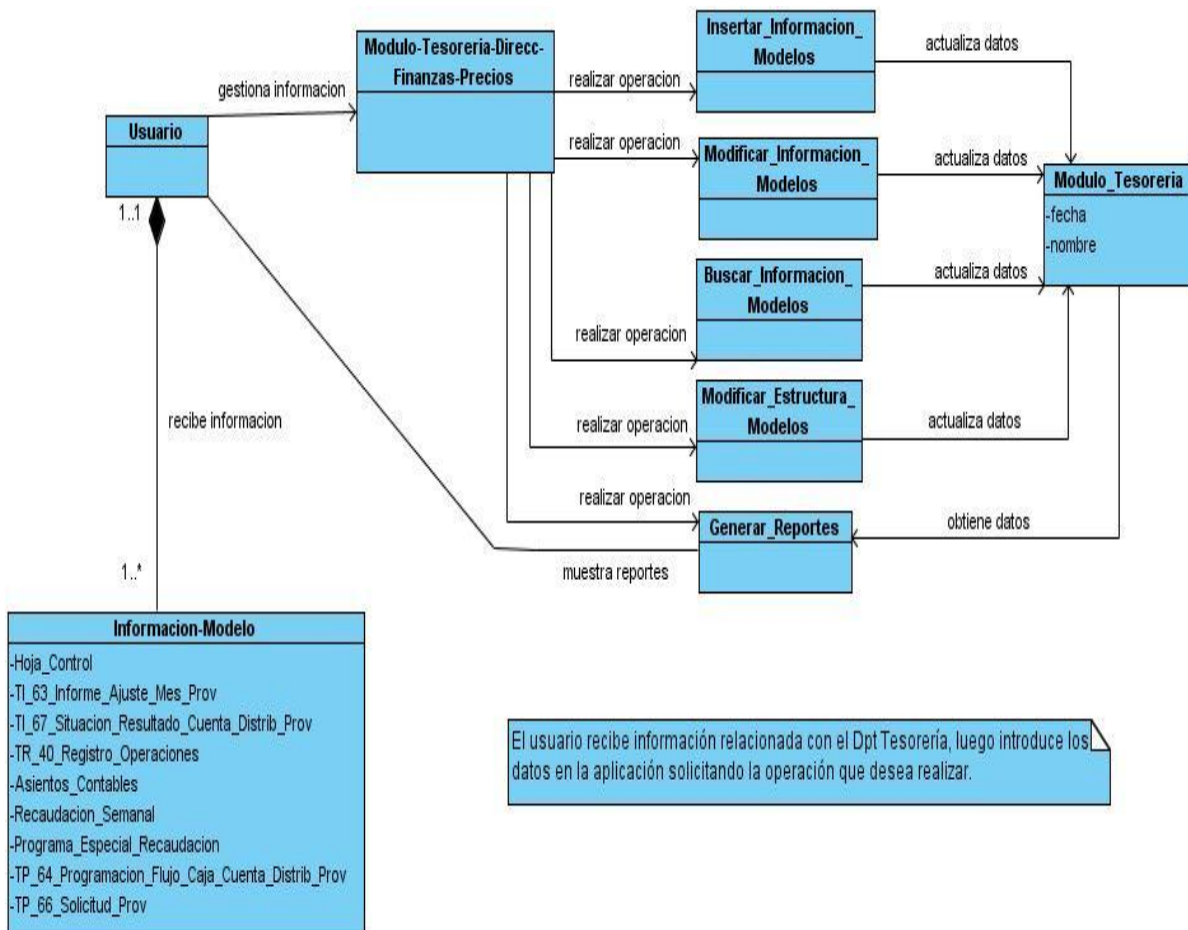 Insertar_Informacion_
Modelos
actualiza datos
Modulo-Tesoreria-Direcc-
Finanzas-Precios
realizar operacion
gestiona informacion
Usuario
realizar operacion
Modificar_Informacion_
Modelos
actualiza datos
Modulo_Tesoreria
-fecha
-nombre
1..1
Buscar_Informacion_
Modelos
actualiza datos
realizar operacion
Modificar_Estructura_
Modelos
recibe informacion
realizar operacion
actualiza datos
realizar operacion
Generar_Reportes
obtiene datos
muestra reportes
1..*
Informacion-Modelo
-Hoja_Control
-TI_63_Informe_Ajuste_Mes_Prov
-TI_67_Situacion_Resultado_Cuenta_Distrib_Prov
-TR_40_Registro_Operaciones
-Asientos_Contables
-Recaudacion_Semanal
-Programa_Especial_Recaudacion
-TP_64_Programacion_Flujo_Caja_Cuenta_Distrib_Prov
-TP_66_Solicitud_Prov
El usuario recibe información relacionada con el Dpt Tesorería, luego introduce los
datos en la aplicación solicitando la operación que desea realizar.